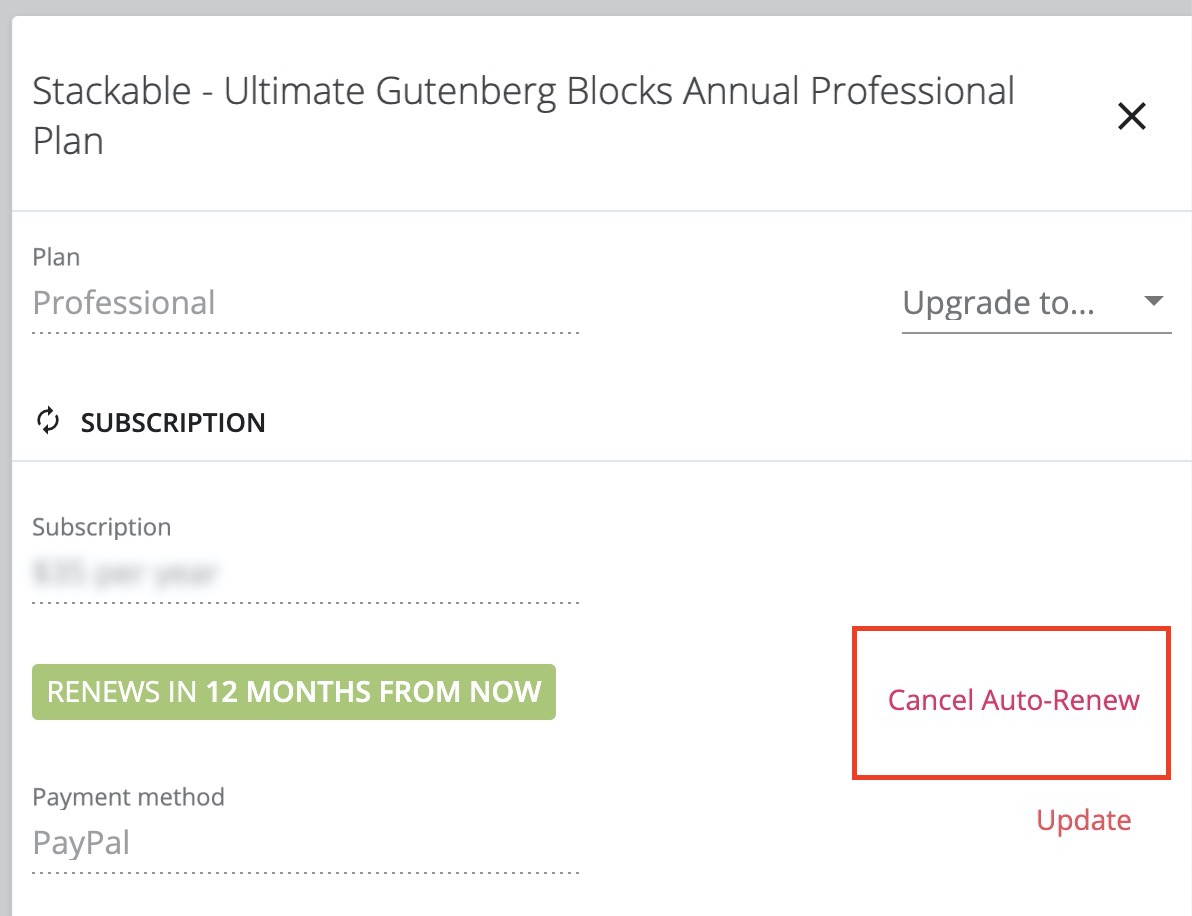 Stackable - Ultimate Gutenberg Blocks Annual Professional
Plan
Plan
Professional
Upgrade to...
SUBSCRIPTION
Subscription
RENEWS IN 12 MONTHS FROM NOW
Cancel Auto-Renew
Payment method
PayPal
Update